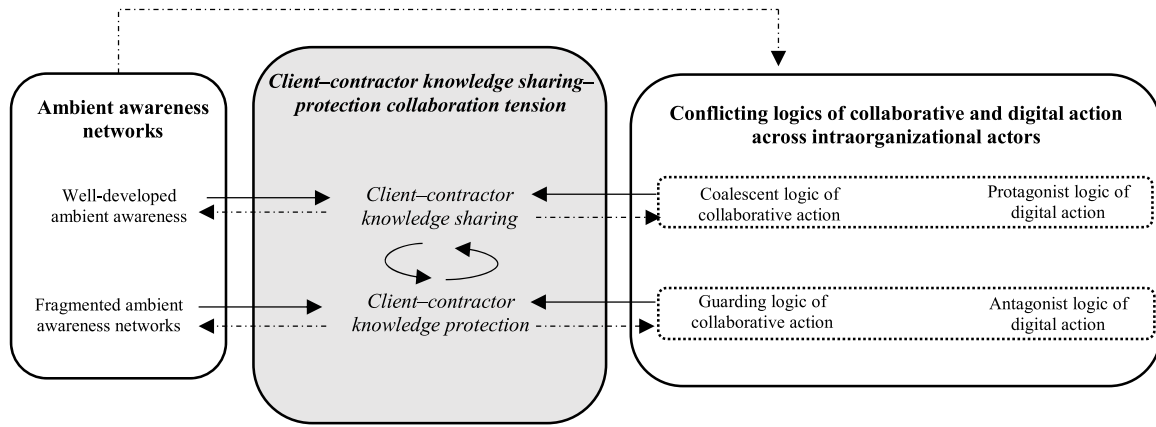 Ambient awareness
networks
Well-developed
ambient awareness
Fragmented ambient
awareness networks
Client–contractor knowledge sharing–
protection collaboration tension
Client–contractor
knowledge sharing
Client–contractor
knowledge protection
Conflicting logics of collaborative and digital action
across intraorganizational actors
Coalescent logic of
collaborative action
Protagonist logic of
digital action
Guarding logic of
collaborative action
Antagonist logic of
digital action